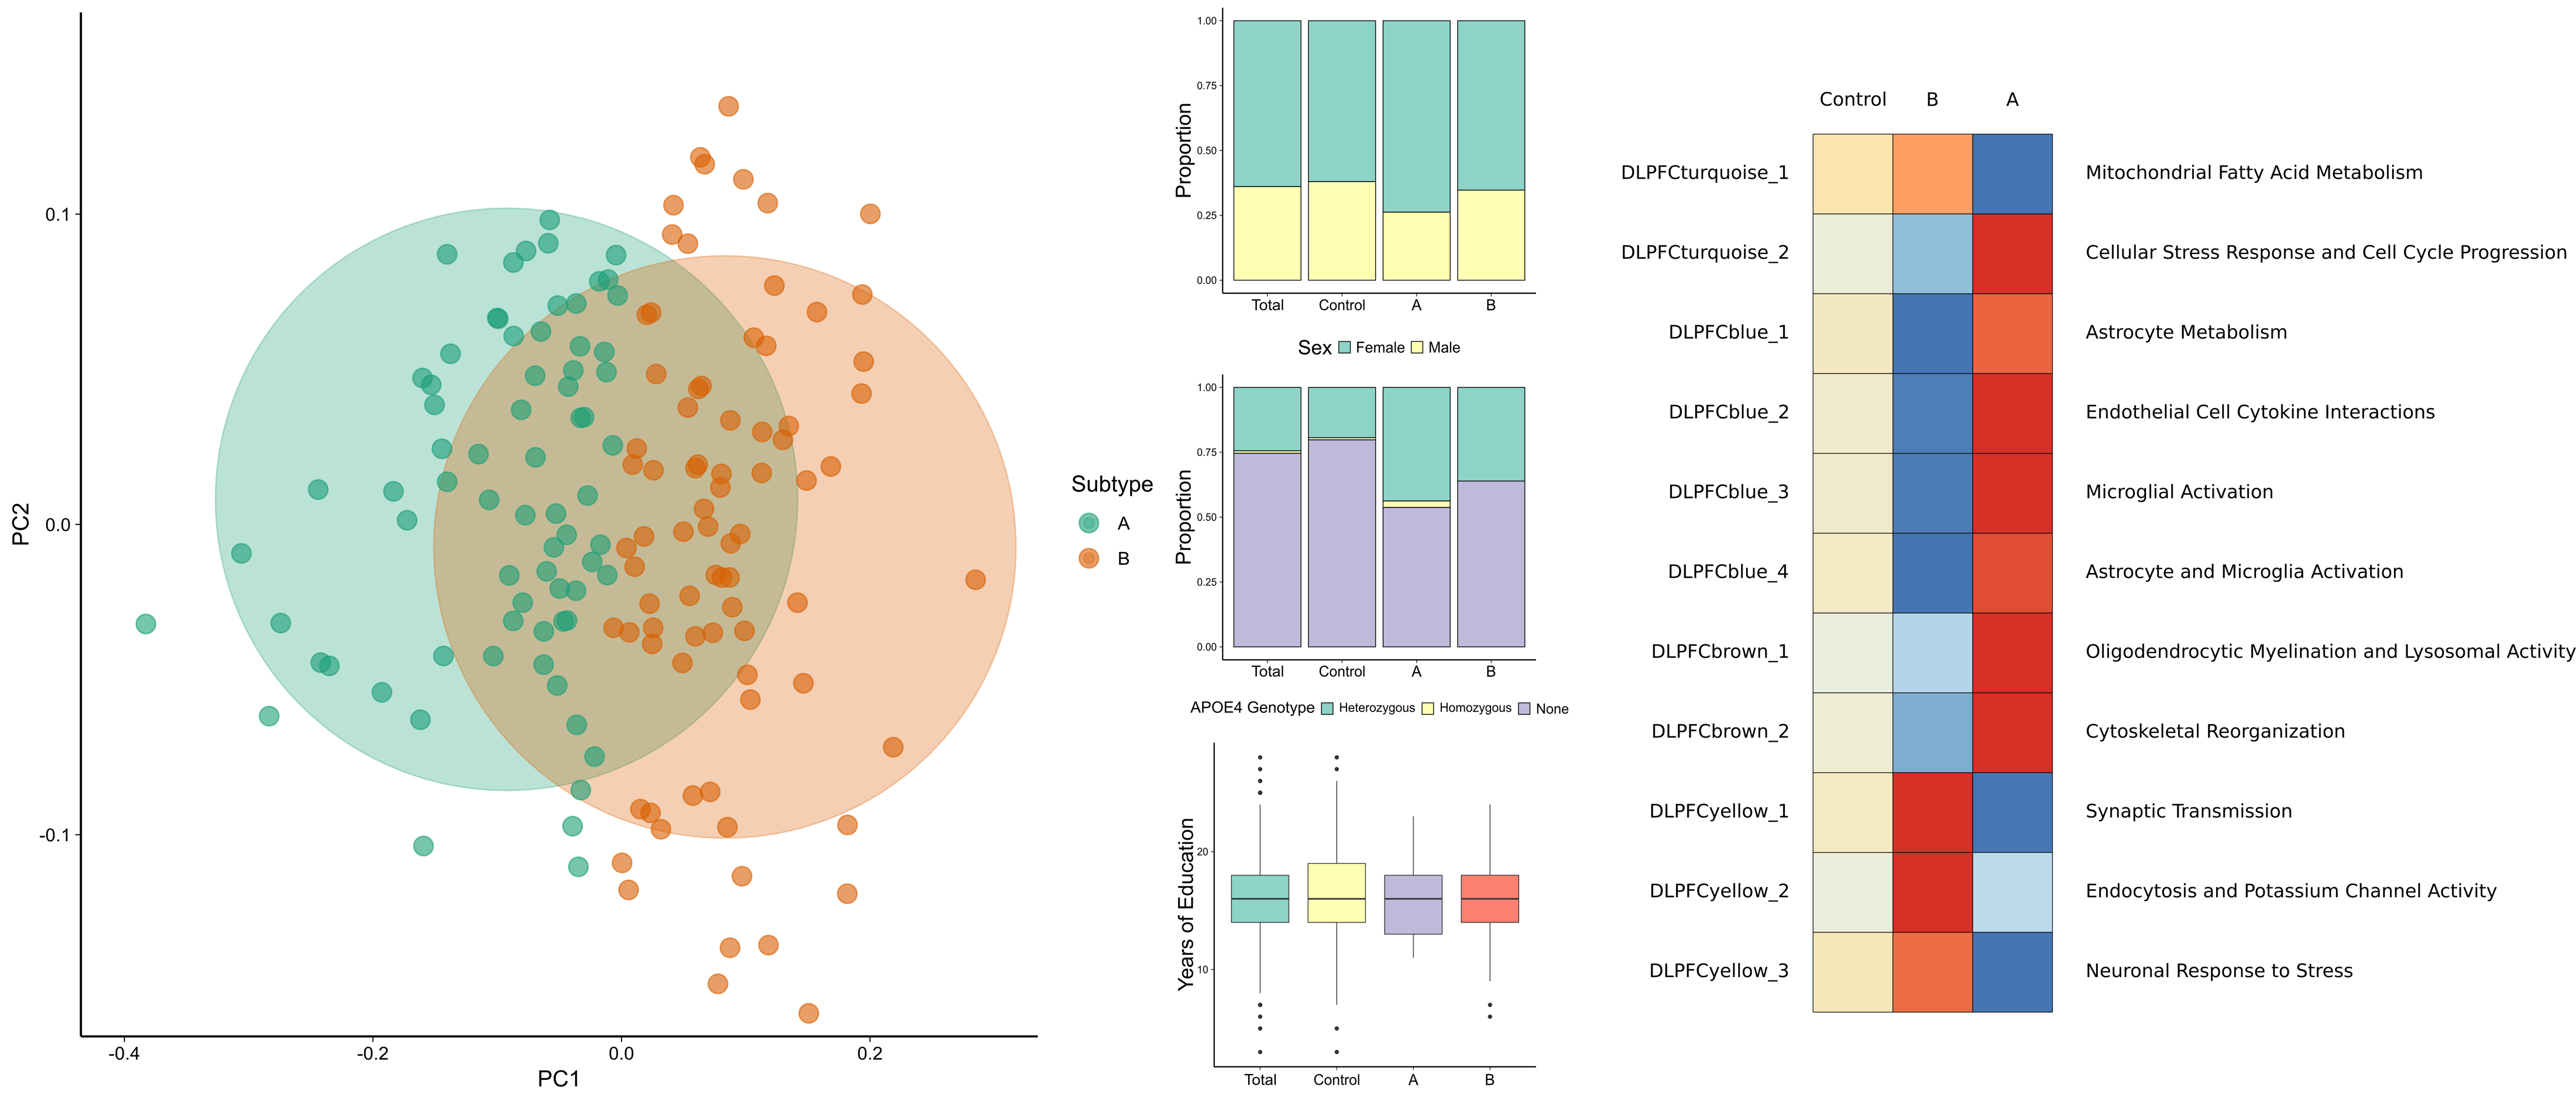 PC2
0.1
0.0
-0.1
-0.4
-0.2
0.0
0.2
PC1
Subtype
A
B
Proportion
1.00
0.75
0.50
0.25
0.00
Total
Control
A
B
Sex Female Male
Proportion
1.00
0.75
0.50
0.25
0.00
Total
Control
A
B
APOE4 Genotype Heterozygous Homozygous None
Years of Education
20
10
Total
Control
A
B
Control B A
DLPFCturquoise_1 Mitochondrial Fatty Acid Metabolism
DLPFCturquoise_2 Cellular Stress Response and Cell Cycle Progression
DLPFCblue_1 Astrocyte Metabolism
DLPFCblue_2 Endothelial Cell Cytokine Interactions
DLPFCblue_3 Microglial Activation
DLPFCblue_4 Astrocyte and Microglia Activation
DLPFCbrown_1 Oligodendrocytic Myelination and Lysosomal Activity
DLPFCbrown_2 Cytoskeletal Reorganization
DLPFCyellow_1 Synaptic Transmission
DLPFCyellow_2 Endocytosis and Potassium Channel Activity
DLPFCyellow_3 Neuronal Response to Stress